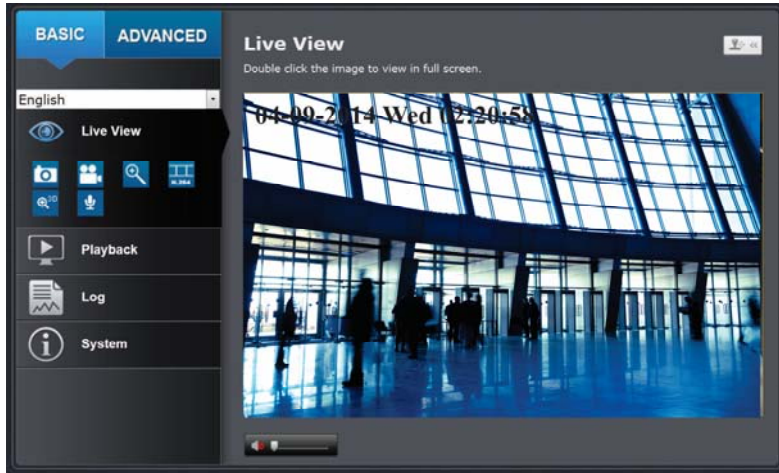 BASIC ADVANCED
English
Live View
H.264
3D
Playback
Log
System
Live View
Double click the image to view in full screen.
04-09-2014 Wed 02:20:58